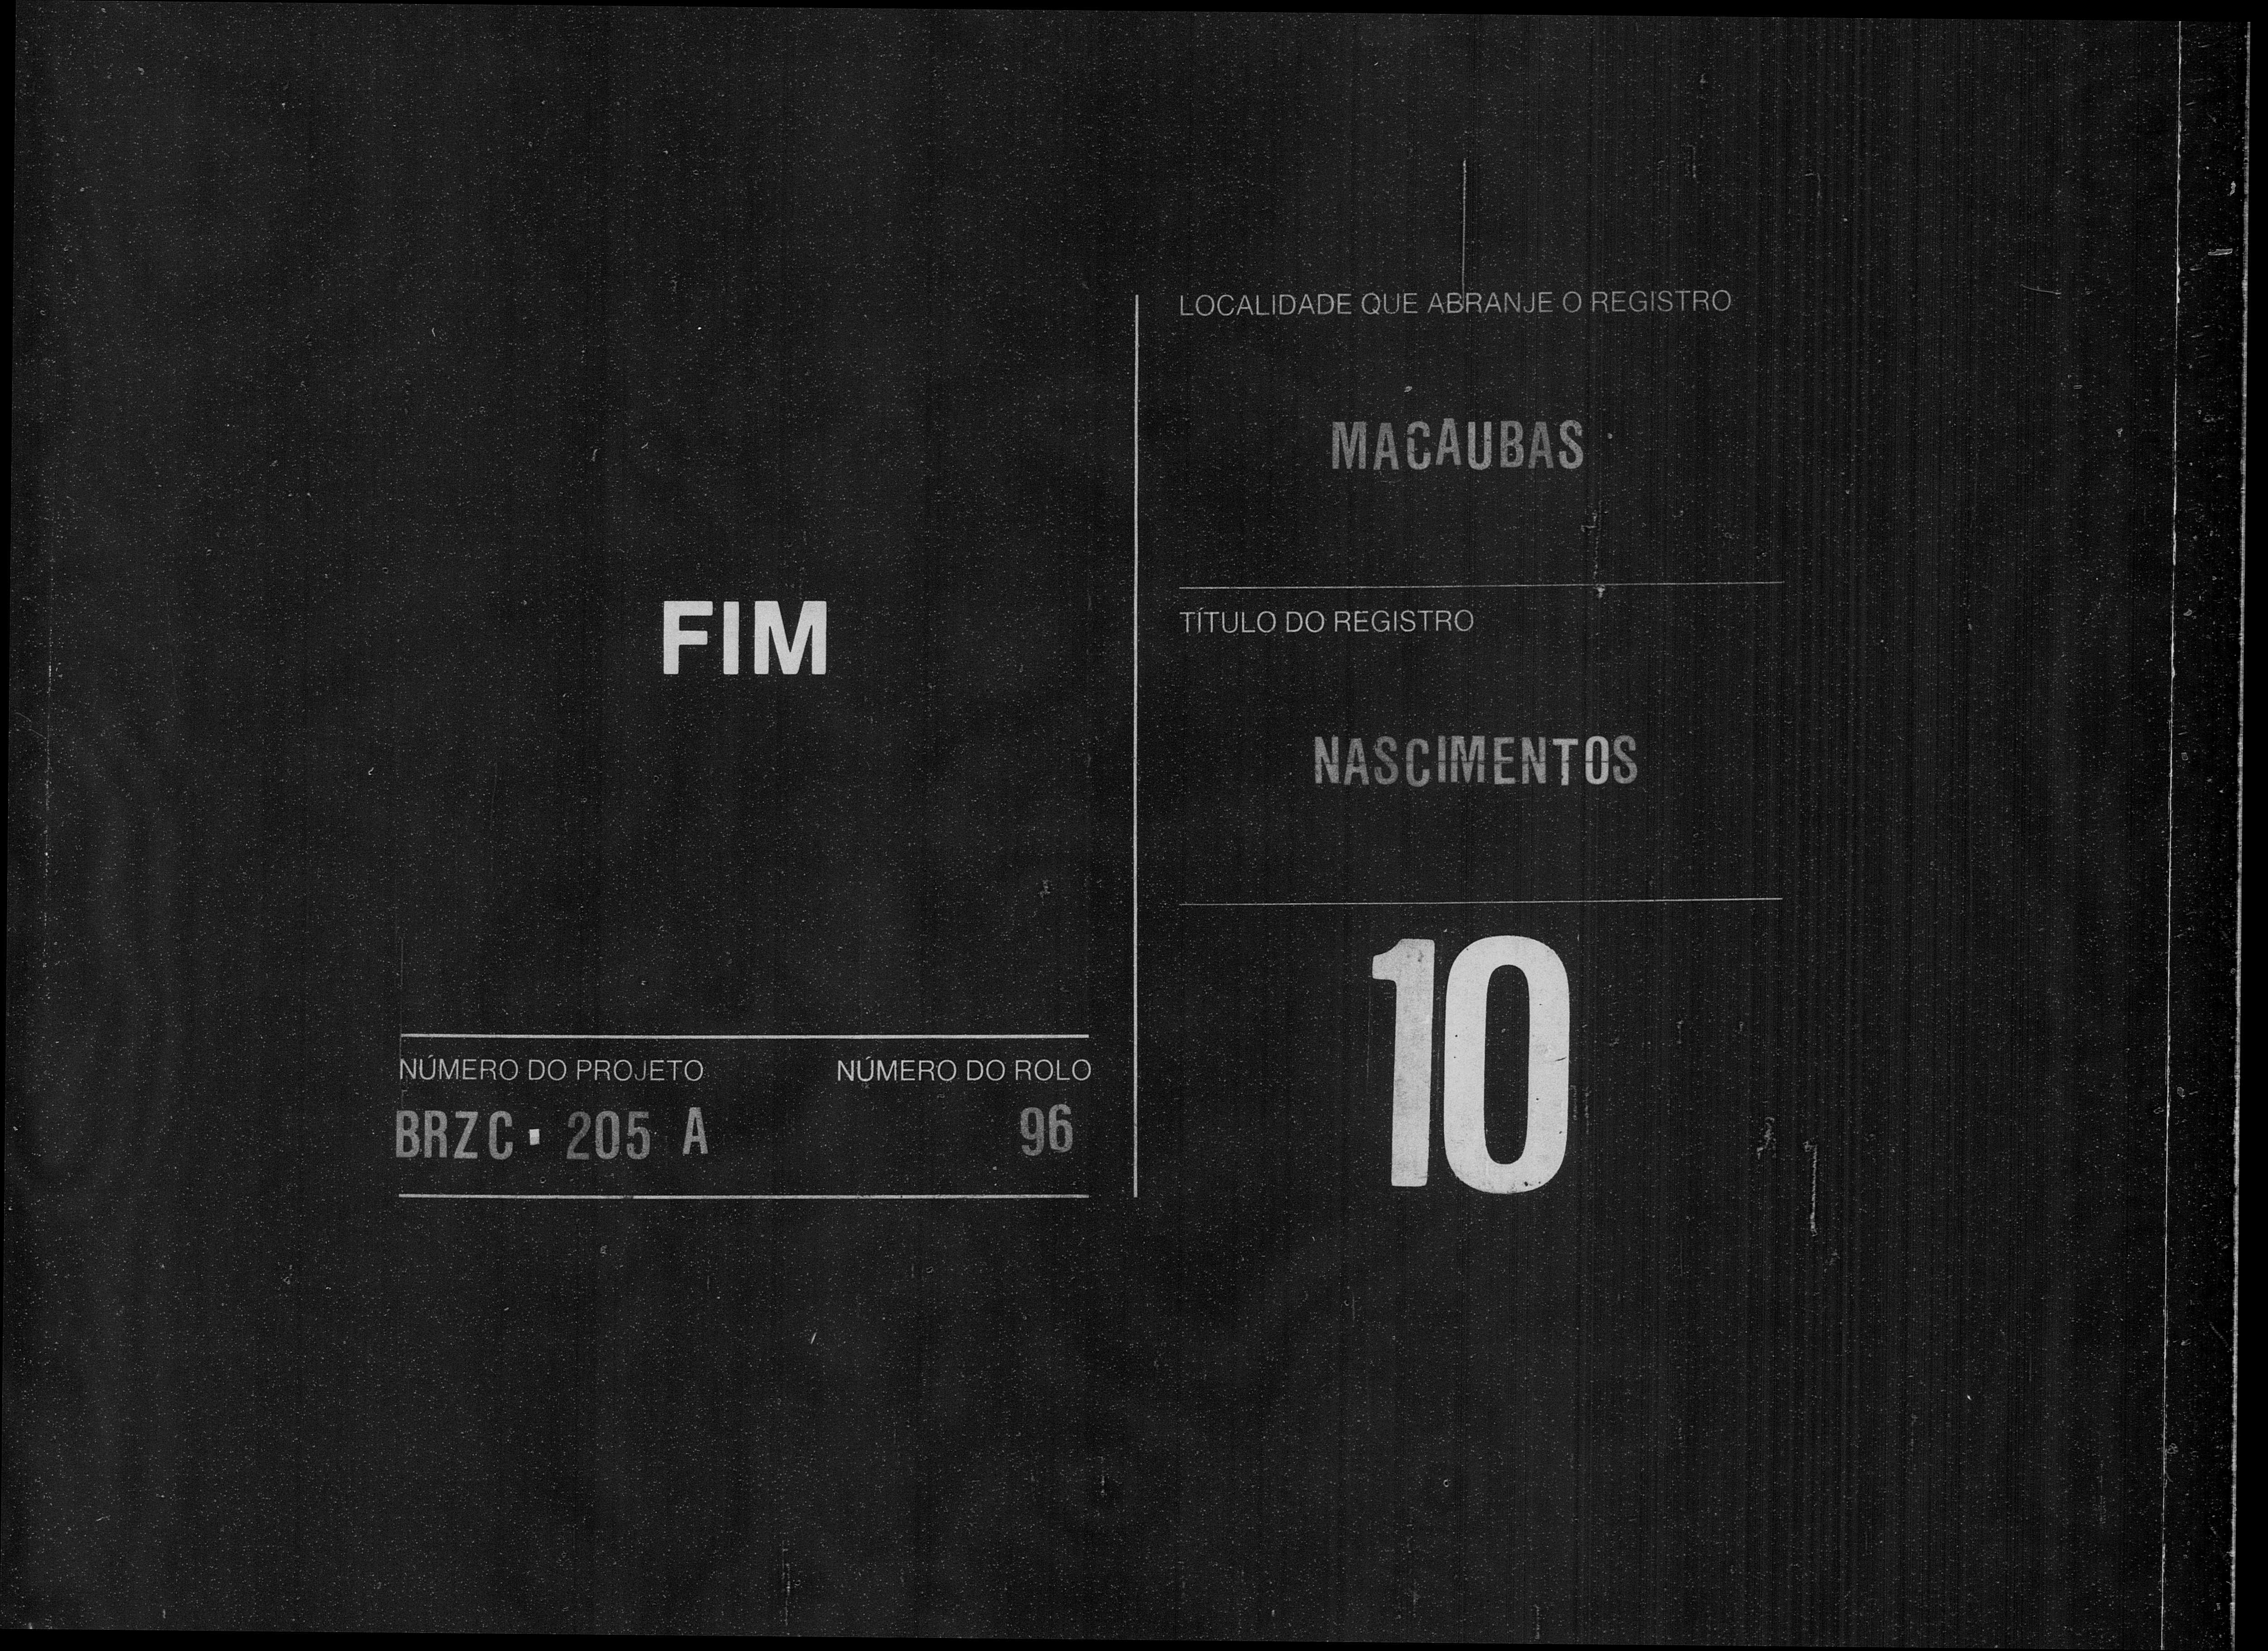 FIM
NÚMERO DO PROJETO
NÚMERO DO ROLO
BRZC. 205 A
96
LOCALIDADE QUE ABRANJE O REGISTRO
MACAUBAS
TÍTULO DO REGISTRO
NASCIMENTOS
10